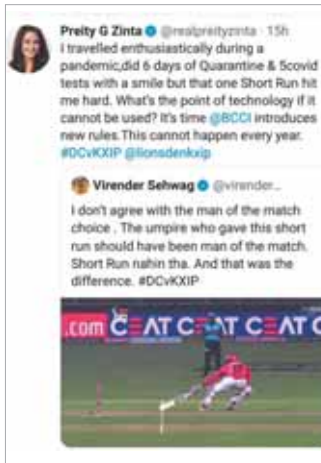 Preity G Zinta @realpreityzinta · 15h
I travelled enthusiastically during a
pandemic,did 6 days of Quarantine & 5covid
tests with a smile but that one Short Run hit
me hard. What's the point of technology if it
cannot be used? It's time @BCCI introduces
new rules.This cannot happen every year.
#DCvKXIP @lionsdenkxip
Virender Sehwag @virender...
I don't agree with the man of the match
choice . The umpire who gave this short
run should have been man of the match.
Short Run nahin tha. And that was the
difference. #DCvKXIP
.com CEAT CEAT CEAT C